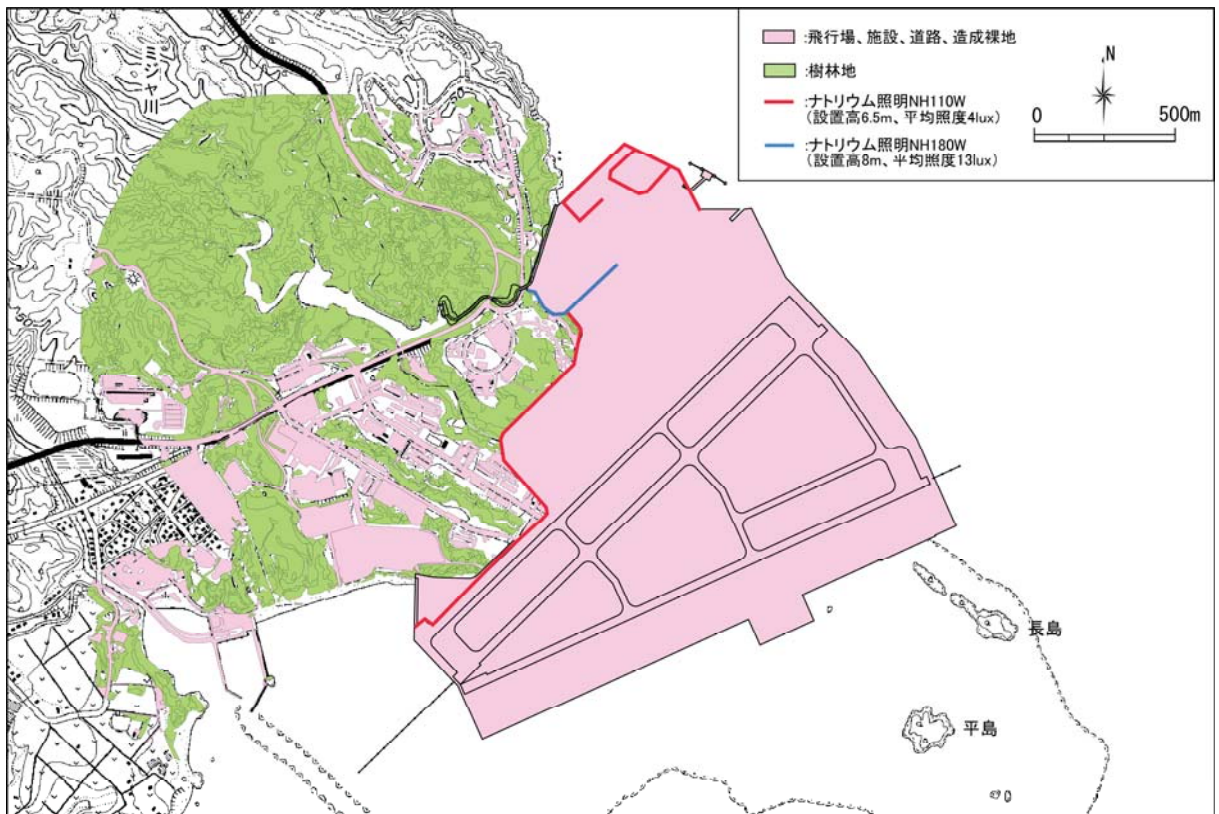 ミジャ川
:飛行場、施設、道路、造成裸地
:樹林地
:ナトリウム照明NH110W
(設置高6.5m、平均照度4lux)
:ナトリウム照明NH180W
(設置高8m、平均照度13lux)
N
0 500m
長島
平島